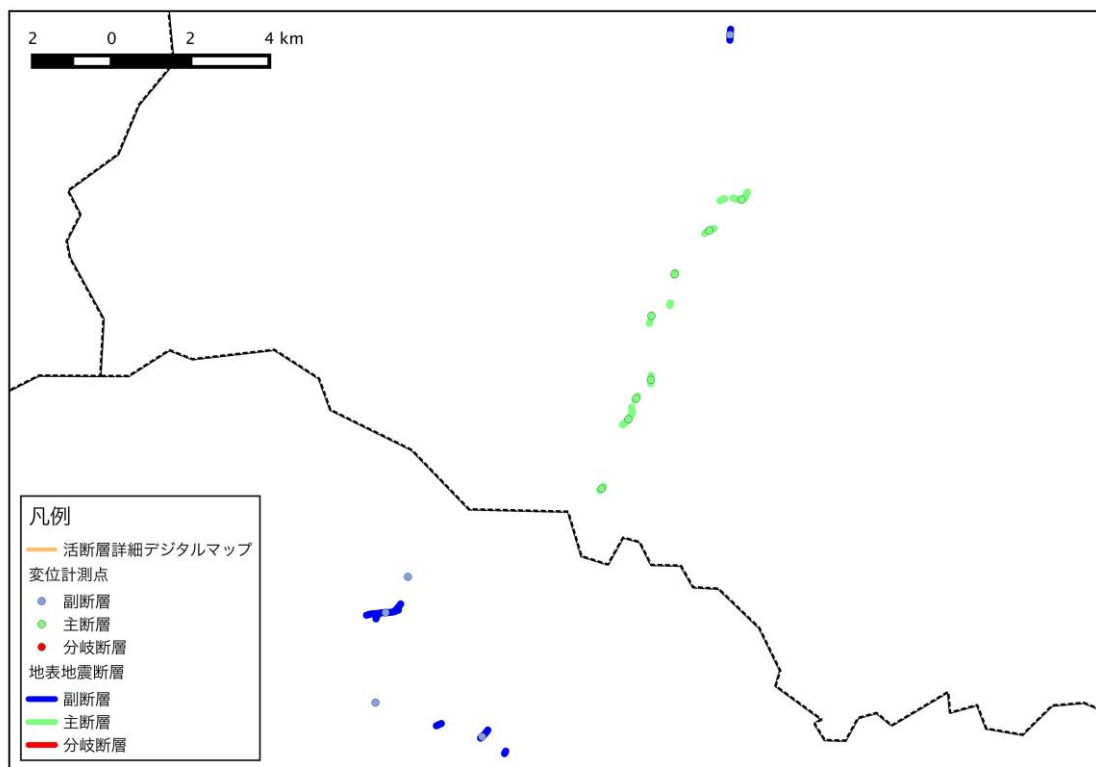 2 0 2 4 km
凡例
活断層詳細デジタルマップ
変位計測点
副断層
主断層
分岐断層
地表地震断層
副断層
主断層
分岐断層